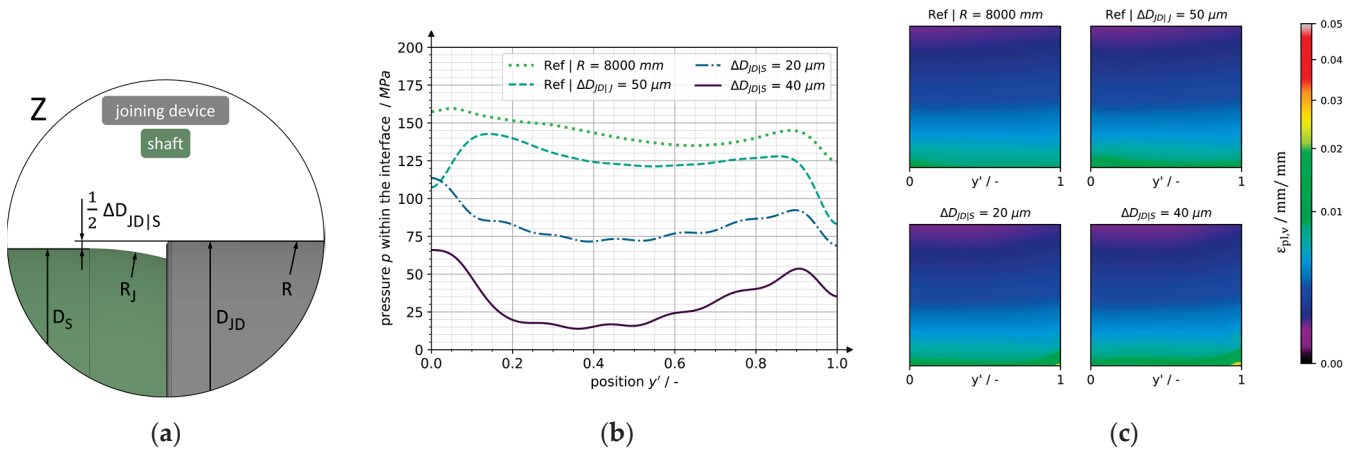 Z
joining device
shaft
1
2
ΔD_JD|S
R_J
R
D_S
D_JD
(a)
200
175
150
125
100
75
50
25
0
pressure p within the interface / MPa
Ref | R = 8000 mm
Ref | ΔD_JD|J = 50 µm
ΔD_JD|S = 20 µm
ΔD_JD|S = 40 µm
0.0 0.2 0.4 0.6 0.8 1.0
position y' / -
(b)
Ref | R = 8000 mm
Ref | ΔD_JD|J = 50 µm
0 y' / - 1
0 y' / - 1
ΔD_JD|S = 20 µm
ΔD_JD|S = 40 µm
0 y' / - 1
0 y' / - 1
0.05
0.04
0.03
0.02
0.01
0.00
ε_pl,v / mm/ mm
(c)